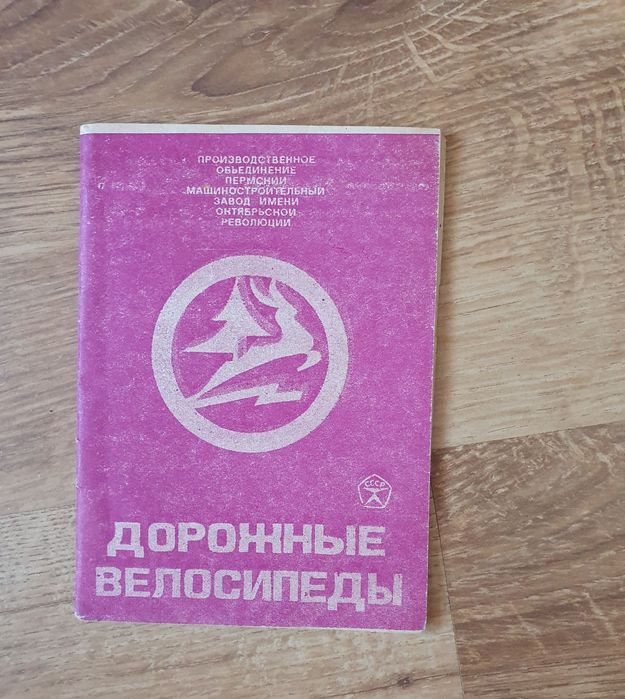 ПРОИЗВОДСТВЕННОЕ
ОБЪЕДИНЕНИЕ
ПЕРМСКИЙ
МАШИНОСТРОИТЕЛЬНЫЙ
ЗАВОД ИМЕНИ
ОКТЯБРЬСКОЙ
РЕВОЛЮЦИИ
СССР
ДОРОЖНЫЕ
ВЕЛОСИПЕДЫ